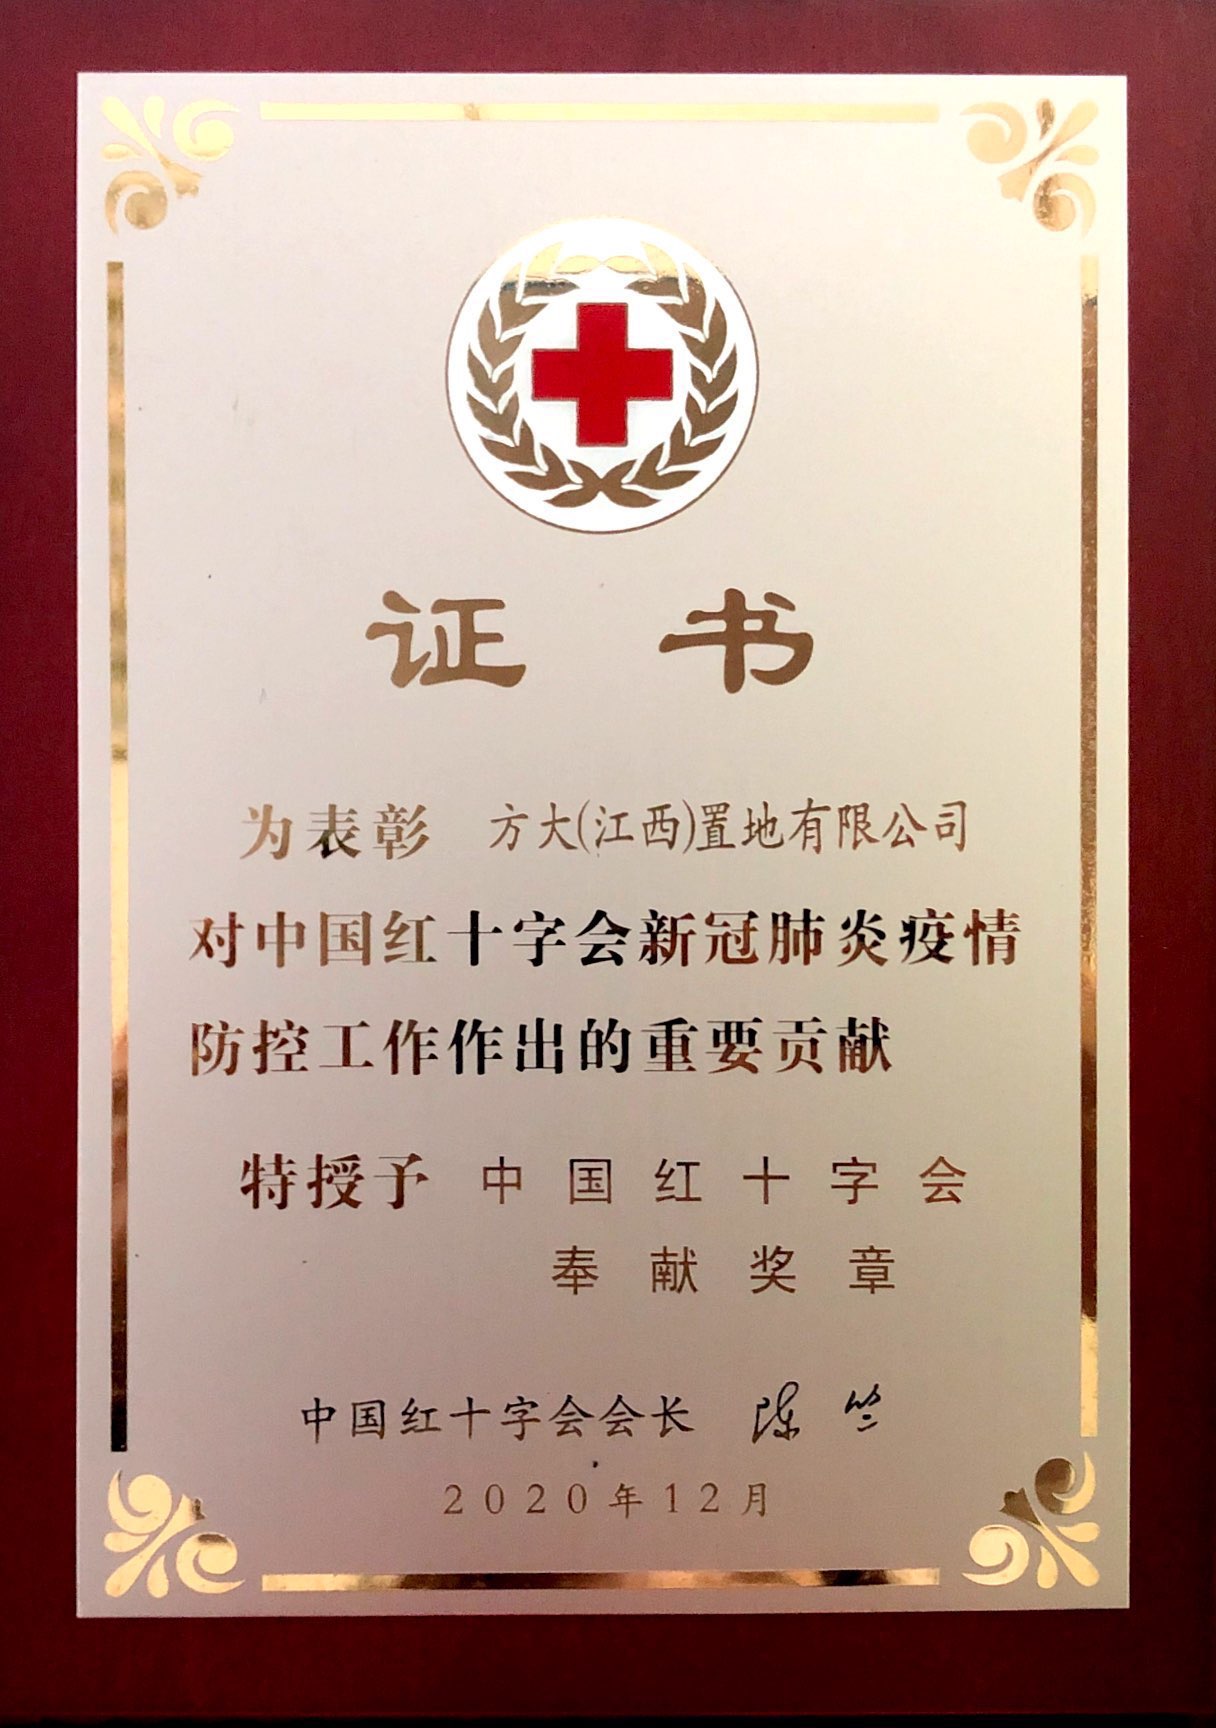 证书
为表彰 方大(江西)置地有限公司
对中国红十字会新冠肺炎疫情
防控工作作出的重要贡献
特授予 中国红十字会
奉献奖章
中国红十字会会长 陈竺
2020年12月